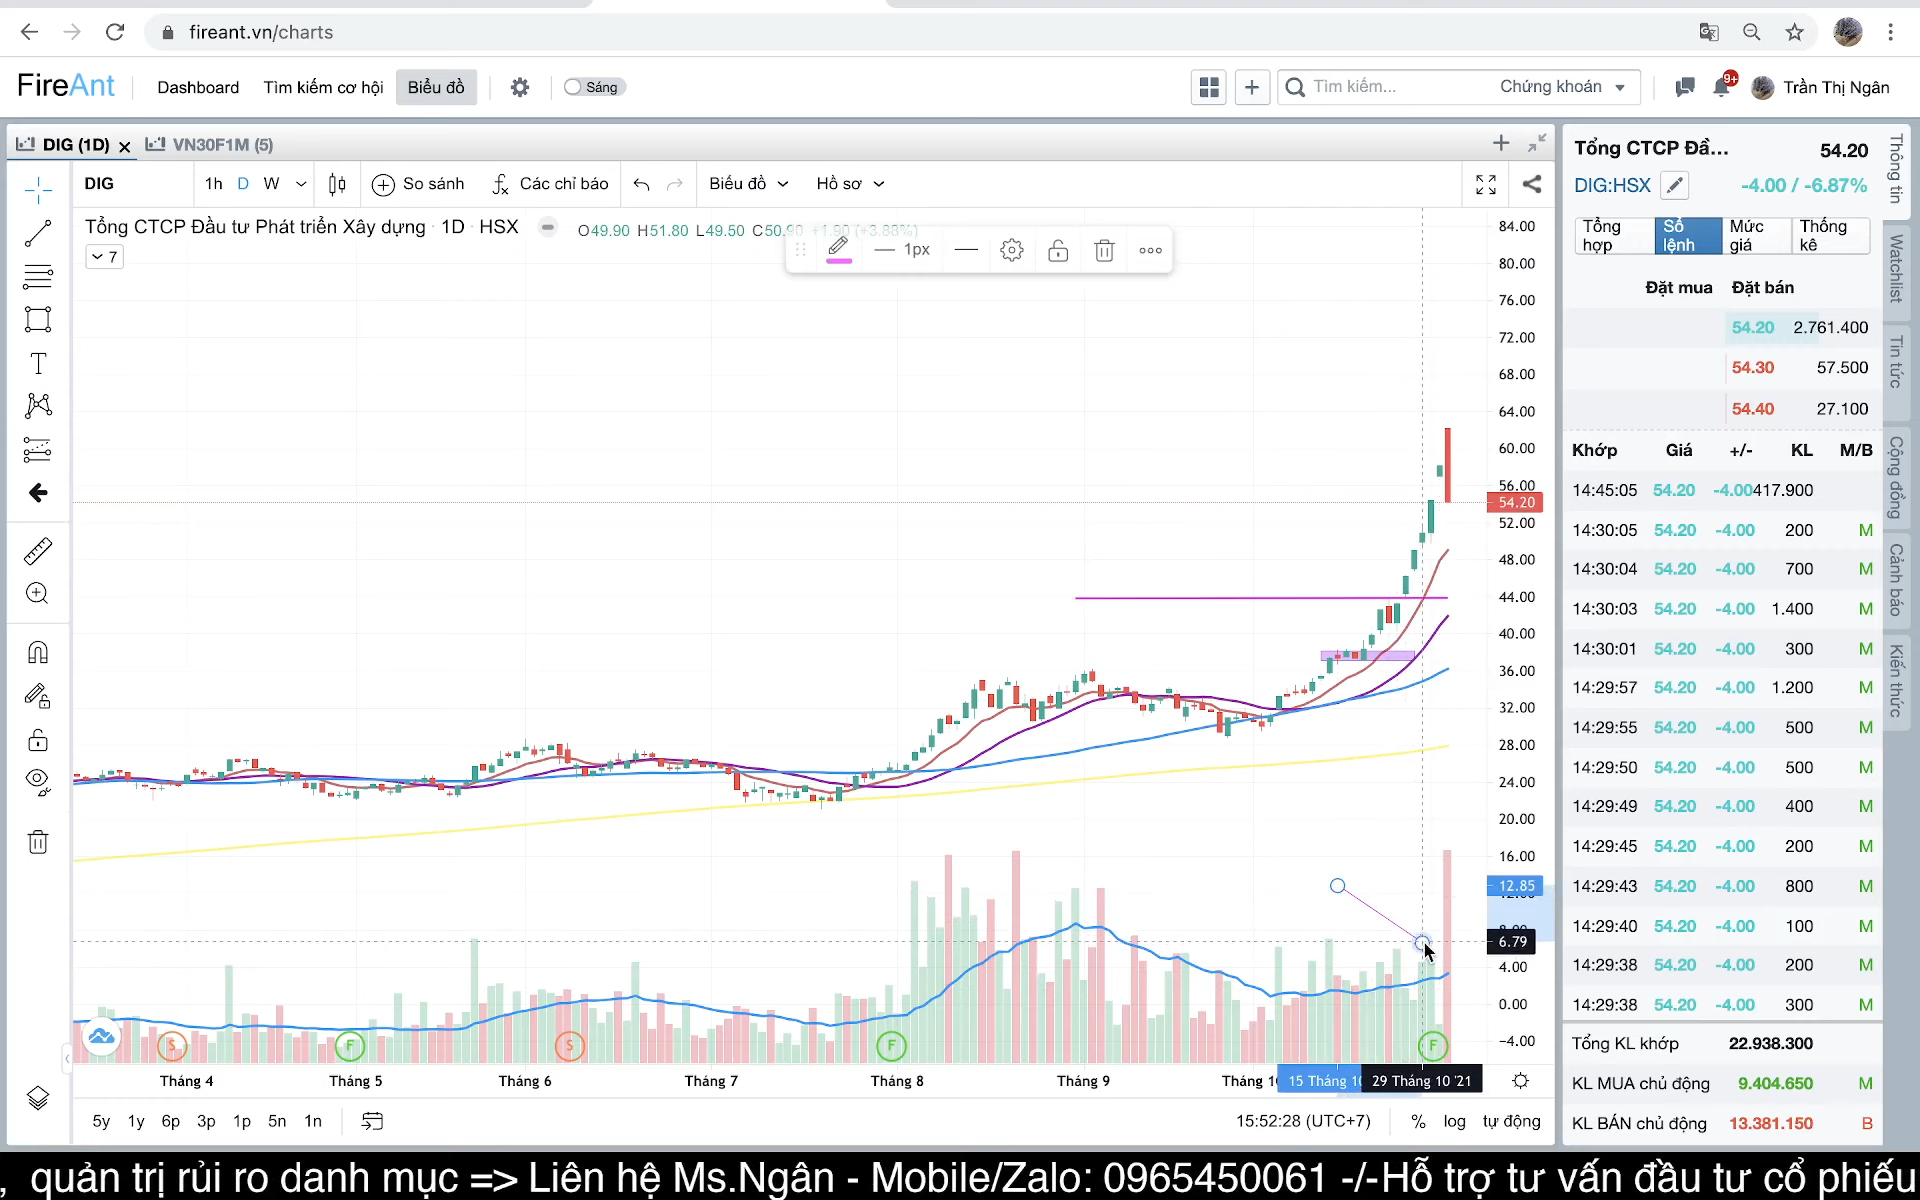 fireant.vn/charts
FireAnt Dashboard Tìm kiếm cơ hội Biểu đồ Sáng Tìm kiếm... Chứng khoán 9+ Trần Thị Ngân
DIG (1D) VN30F1M (5)
DIG 1h D W So sánh Các chỉ báo Biểu đồ Hồ sơ
Tổng CTCP Đầu tư Phát triển Xây dựng · 1D · HSX O49.90 H51.80 L49.50 C50.90 +1.90 (+3.88%)
7
1px
84.00
80.00
76.00
72.00
68.00
64.00
60.00
56.00
54.20
52.00
48.00
44.00
40.00
36.00
32.00
28.00
24.00
20.00
16.00
12.85
6.79
4.00
0.00
-4.00
S F S F F
Tháng 4 Tháng 5 Tháng 6 Tháng 7 Tháng 8 Tháng 9 Tháng 10 15 Tháng 10 29 Tháng 10 '21
5y 1y 6p 3p 1p 5n 1n 15:52:28 (UTC+7) % log tự động
Tổng CTCP Đầ... 54.20
DIG:HSX -4.00 / -6.87%
Tổng hợp Sổ lệnh Mức giá Thống kê
Đặt mua Đặt bán
54.20 2.761.400
54.30 57.500
54.40 27.100
Khớp Giá +/- KL M/B
14:45:05 54.20 -4.00 417.900
14:30:05 54.20 -4.00 200 M
14:30:04 54.20 -4.00 700 M
14:30:03 54.20 -4.00 1.400 M
14:30:01 54.20 -4.00 300 M
14:29:57 54.20 -4.00 1.200 M
14:29:55 54.20 -4.00 500 M
14:29:50 54.20 -4.00 500 M
14:29:49 54.20 -4.00 400 M
14:29:45 54.20 -4.00 200 M
14:29:43 54.20 -4.00 800 M
14:29:40 54.20 -4.00 100 M
14:29:38 54.20 -4.00 200 M
14:29:38 54.20 -4.00 300 M
Tổng KL khớp 22.938.300
KL MUA chủ động 9.404.650 M
KL BÁN chủ động 13.381.150 B
Thông tin
Watchlist
Tin tức
Cộng đồng
Cảnh báo
Kiến thức
, quản trị rủi ro danh mục => Liên hệ Ms.Ngân - Mobile/Zalo: 0965450061 -/-Hỗ trợ tư vấn đầu tư cổ phiếu